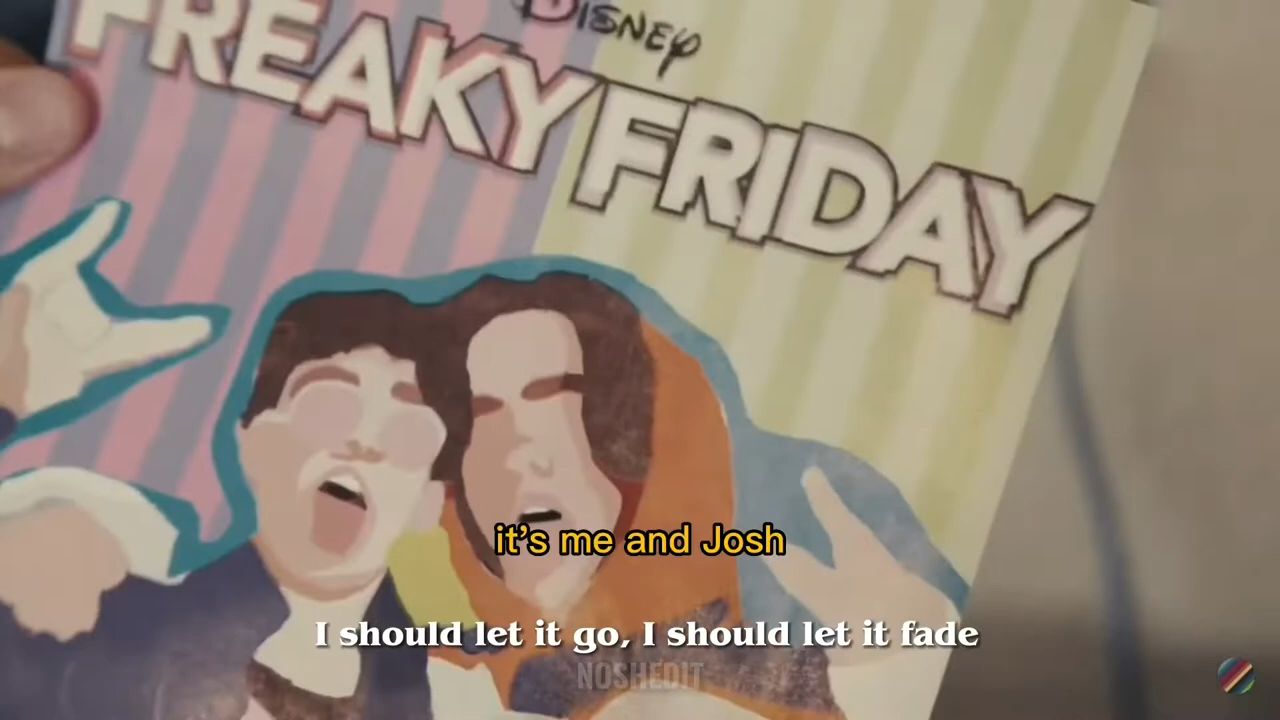 DISNEY
FREAKY FRIDAY
it's me and Josh
I should let it go, I should let it fade
NOSHEDIT